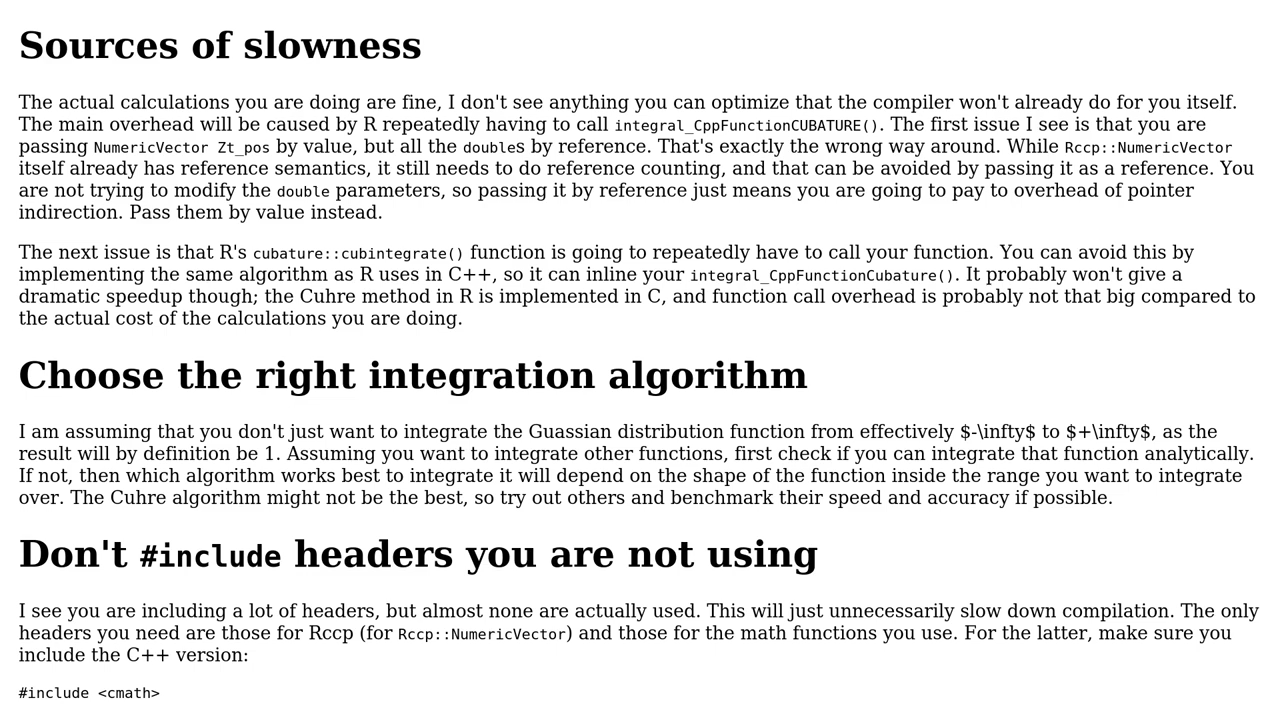 Sources of slowness
The actual calculations you are doing are fine, I don't see anything you can optimize that the compiler won't already do for you itself.
The main overhead will be caused by R repeatedly having to call integral_CppFunctionCUBATURE(). The first issue I see is that you are
passing NumericVector Zt_pos by value, but all the doubles by reference. That's exactly the wrong way around. While Rccp::NumericVector
itself already has reference semantics, it still needs to do reference counting, and that can be avoided by passing it as a reference. You
are not trying to modify the double parameters, so passing it by reference just means you are going to pay to overhead of pointer
indirection. Pass them by value instead.
The next issue is that R's cubature::cubintegrate() function is going to repeatedly have to call your function. You can avoid this by
implementing the same algorithm as R uses in C++, so it can inline your integral_CppFunctionCubature(). It probably won't give a
dramatic speedup though; the Cuhre method in R is implemented in C, and function call overhead is probably not that big compared to
the actual cost of the calculations you are doing.
Choose the right integration algorithm
I am assuming that you don't just want to integrate the Guassian distribution function from effectively $-\infty$ to $+\infty$, as the
result will by definition be 1. Assuming you want to integrate other functions, first check if you can integrate that function analytically.
If not, then which algorithm works best to integrate it will depend on the shape of the function inside the range you want to integrate
over. The Cuhre algorithm might not be the best, so try out others and benchmark their speed and accuracy if possible.
Don't #include headers you are not using
I see you are including a lot of headers, but almost none are actually used. This will just unnecessarily slow down compilation. The only
headers you need are those for Rccp (for Rccp::NumericVector) and those for the math functions you use. For the latter, make sure you
include the C++ version:
#include <cmath>